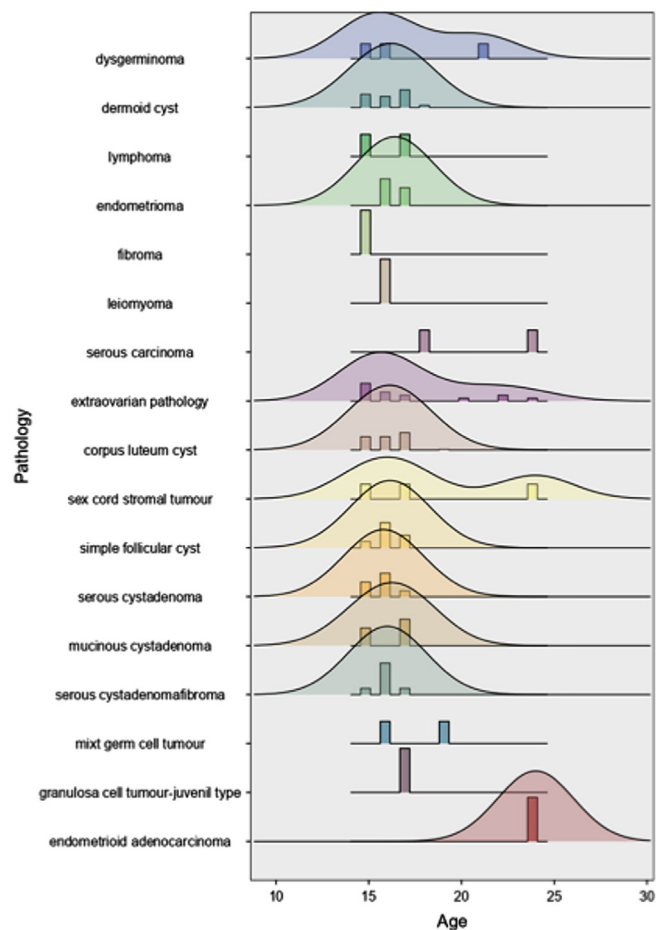 dysgerminoma
dermoid cyst
lymphoma
endometrioma
fibroma
leiomyoma
serous carcinoma
extraovarian pathology
corpus luteum cyst
sex cord stromal tumour
simple follicular cyst
serous cystadenoma
mucinous cystadenoma
serous cystadenomafibroma
mixt germ cell tumour
granulosa cell tumour-juvenil type
endometrioid adenocarcinoma
Pathology
10 15 20 25 30
Age